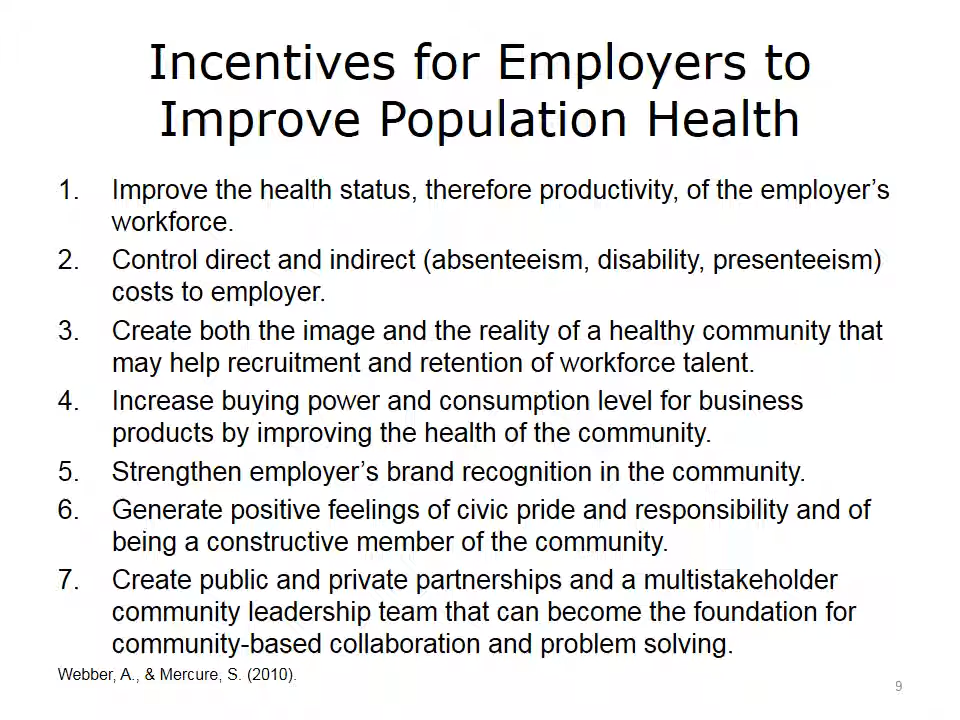 Incentives for Employers to
Improve Population Health
1. Improve the health status, therefore productivity, of the employer’s
workforce.
2. Control direct and indirect (absenteeism, disability, presenteeism)
costs to employer.
3. Create both the image and the reality of a healthy community that
may help recruitment and retention of workforce talent.
4. Increase buying power and consumption level for business
products by improving the health of the community.
5. Strengthen employer’s brand recognition in the community.
6. Generate positive feelings of civic pride and responsibility and of
being a constructive member of the community.
7. Create public and private partnerships and a multistakeholder
community leadership team that can become the foundation for
community-based collaboration and problem solving.
Webber, A., & Mercure, S. (2010).
9